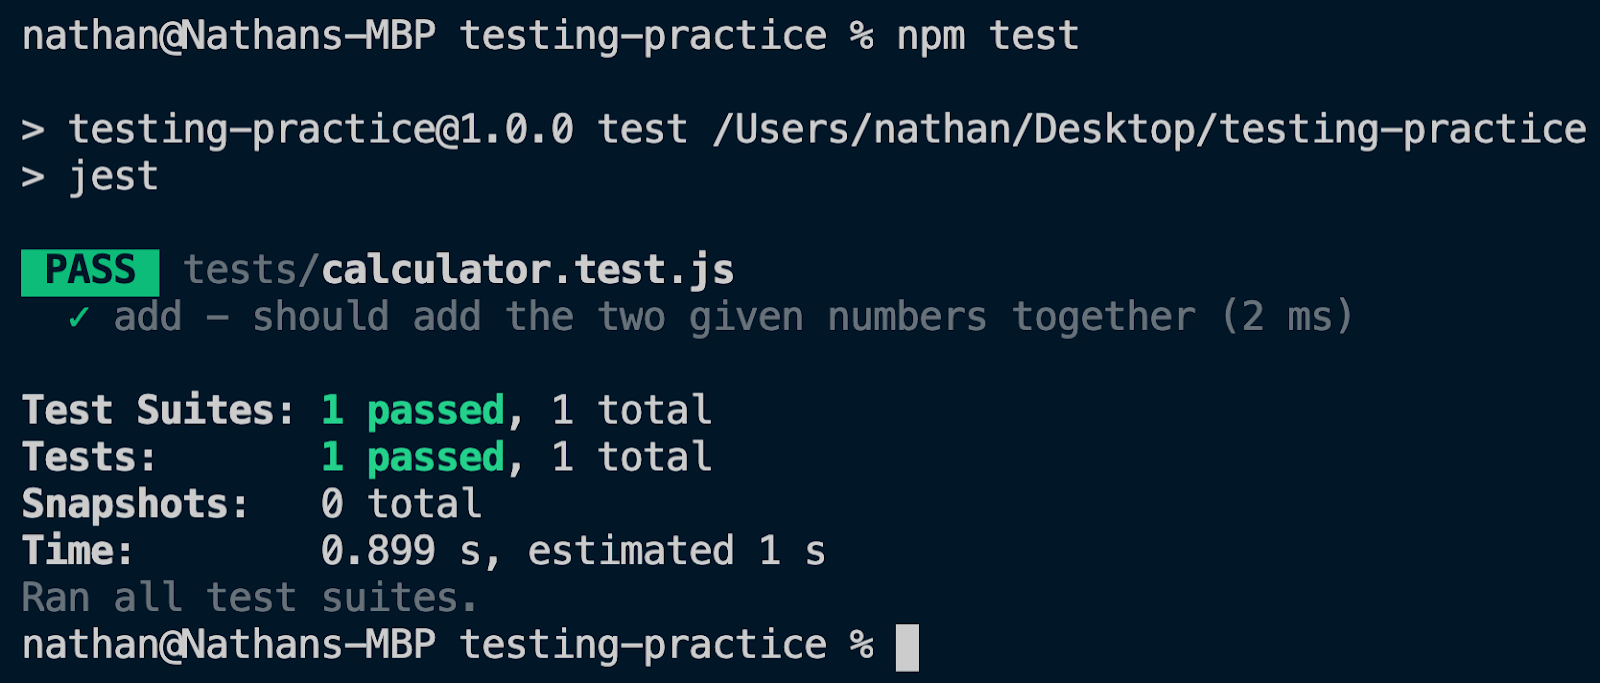 nathan@Nathans-MBP testing-practice % npm test
> testing-practice@1.0.0 test /Users/nathan/Desktop/testing-practice
> jest
PASS tests/calculator.test.js
✓ add - should add the two given numbers together (2 ms)
Test Suites: 1 passed, 1 total
Tests: 1 passed, 1 total
Snapshots: 0 total
Time: 0.899 s, estimated 1 s
Ran all test suites.
nathan@Nathans-MBP testing-practice %